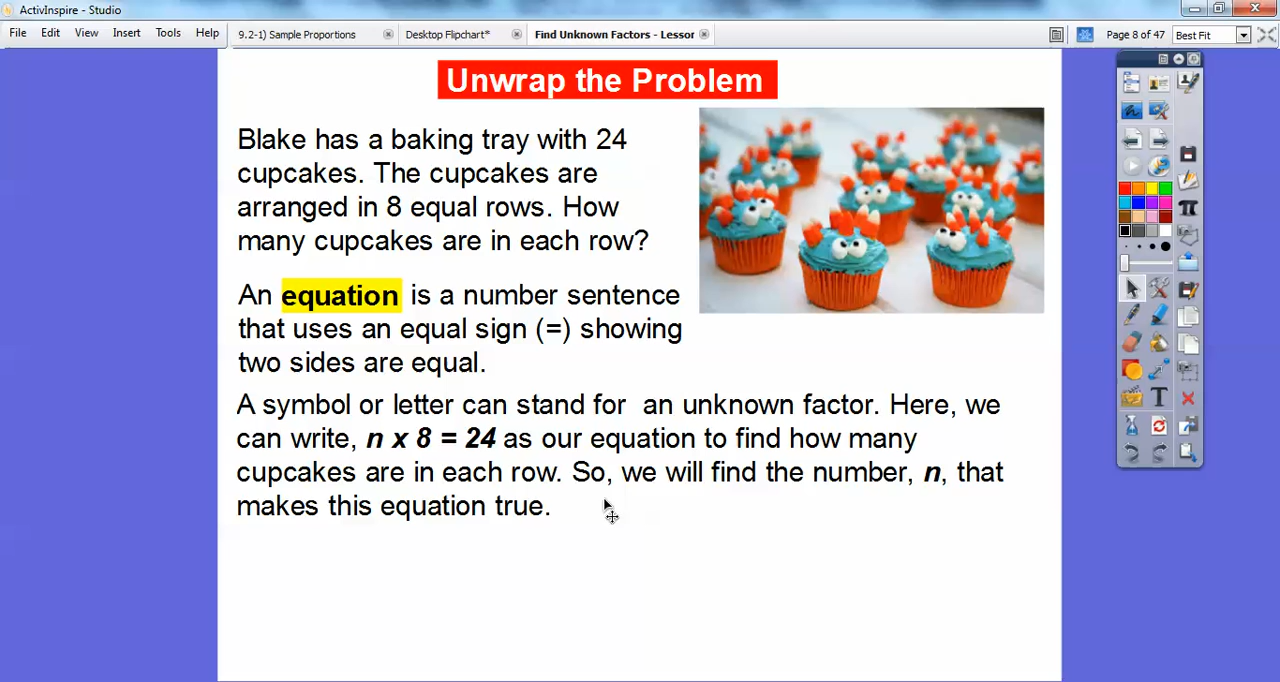 ActivInspire - Studio
File Edit View Insert Tools Help
9.2-1) Sample Proportions
Desktop Flipchart*
Find Unknown Factors - Lessor
Page 8 of 47
Best Fit
Unwrap the Problem
Blake has a baking tray with 24
cupcakes. The cupcakes are
arranged in 8 equal rows. How
many cupcakes are in each row?
An equation is a number sentence
that uses an equal sign (=) showing
two sides are equal.
A symbol or letter can stand for an unknown factor. Here, we
can write, n x 8 = 24 as our equation to find how many
cupcakes are in each row. So, we will find the number, n, that
makes this equation true.